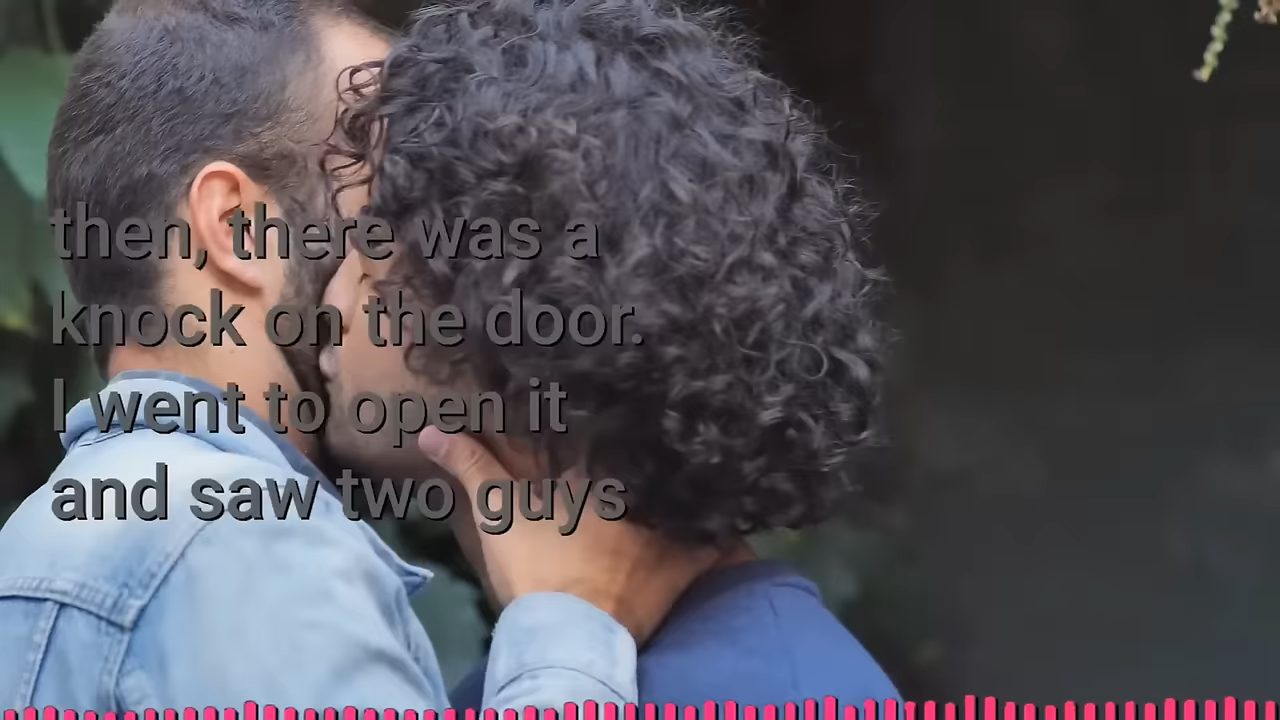 then, there was a
knock on the door.
I went to open it
and saw two guys